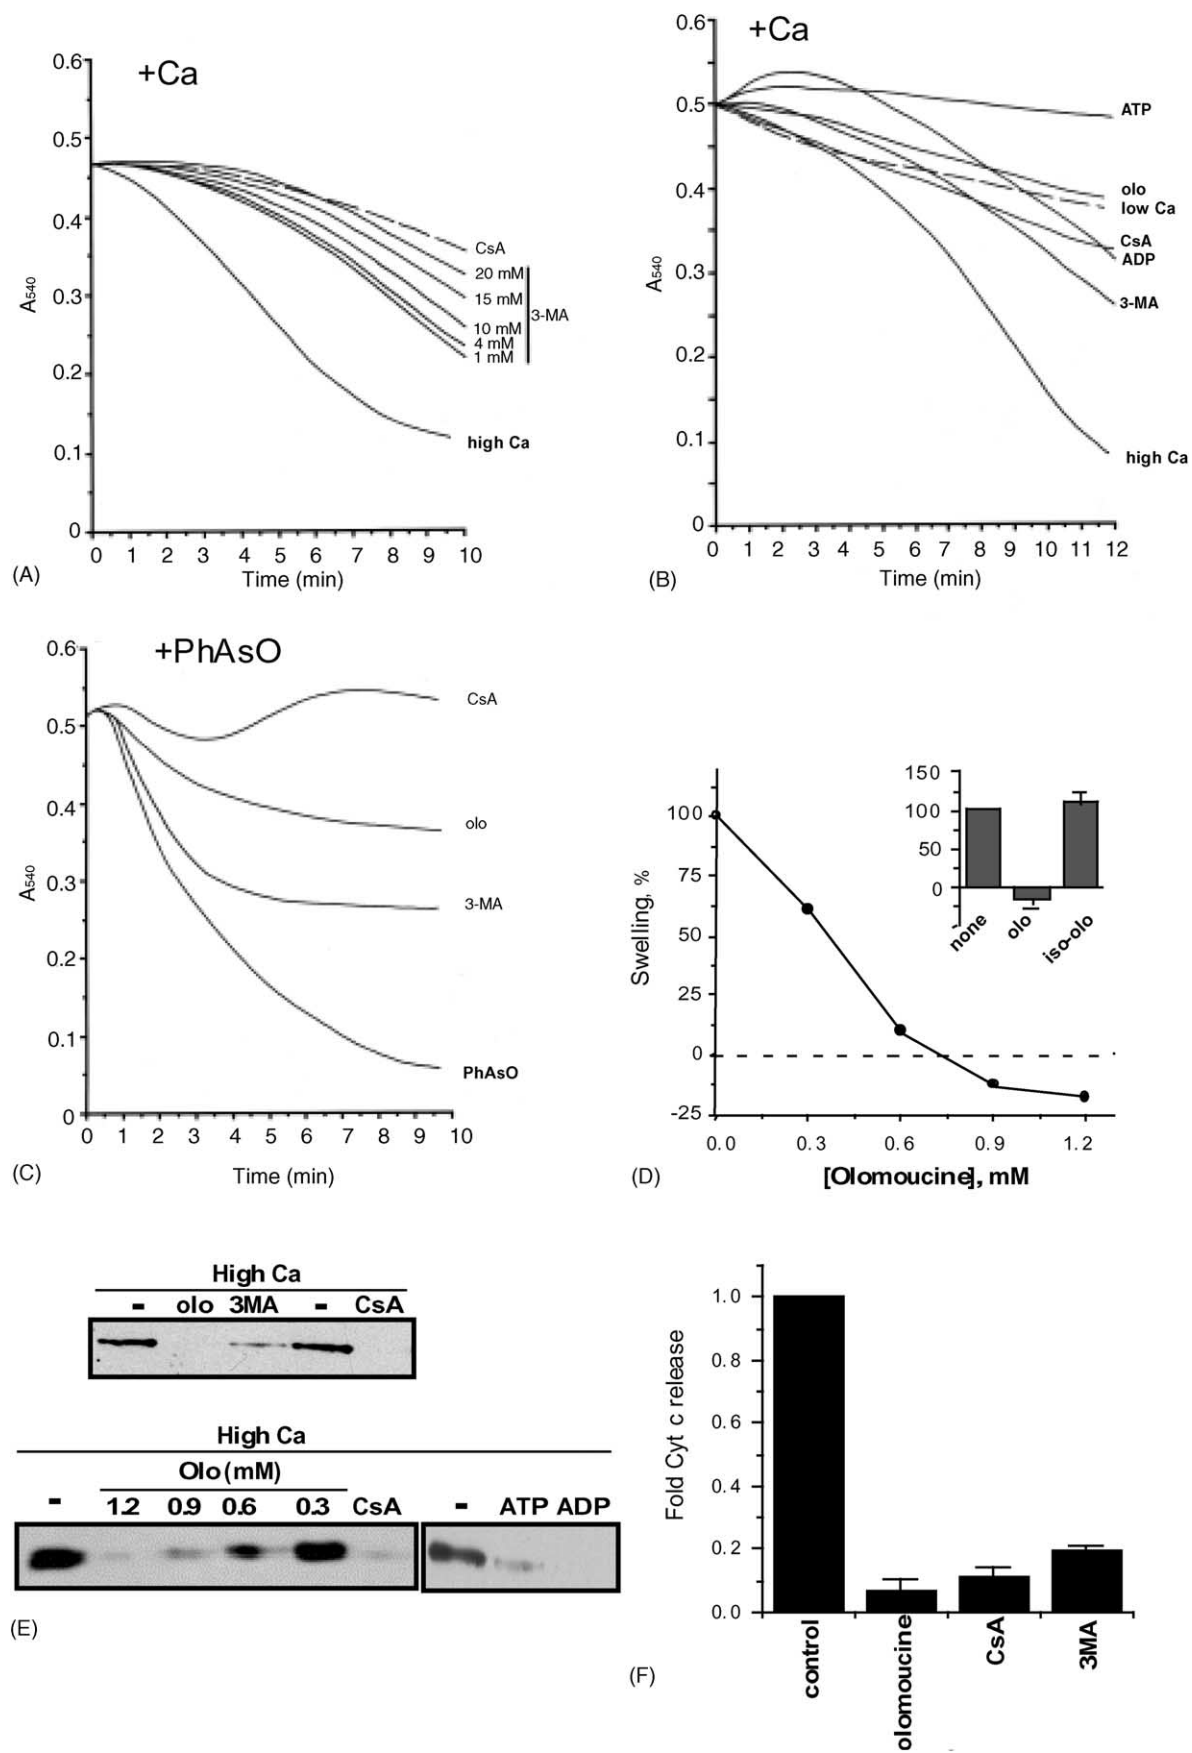 +Ca
0.6
0.5
0.4
0.3
0.2
0.1
0
A540
CsA
20 mM
15 mM
10 mM
4 mM
1 mM
3-MA
high Ca
0 1 2 3 4 5 6 7 8 9 10
Time (min)
(A)
+Ca
0.6
0.5
0.4
0.3
0.2
0.1
0
A540
ATP
olo
low Ca
CsA
ADP
3-MA
high Ca
0 1 2 3 4 5 6 7 8 9 10 11 12
Time (min)
(B)
+PhAsO
0.6
0.5
0.4
0.3
0.2
0.1
0
A540
CsA
olo
3-MA
PhAsO
0 1 2 3 4 5 6 7 8 9 10
Time (min)
(C)
100
75
50
25
0
-25
Swelling, %
150
100
50
0
-
none
olo
iso-olo
0.0 0.3 0.6 0.9 1.2
[Olomoucine], mM
(D)
High Ca
- olo 3MA - CsA
High Ca
Olo (mM)
- 1.2 0.9 0.6 0.3 CsA - ATP ADP
(E)
1.0
0.8
0.6
0.4
0.2
0.0
Fold Cyt c release
control
olomoucine
CsA
3MA
(F)